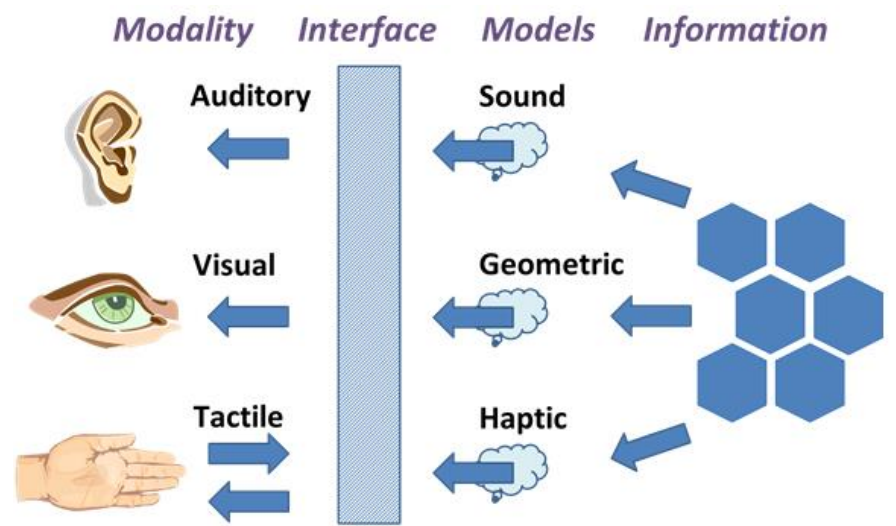 Modality Interface Models Information
Auditory Sound
Visual Geometric
Tactile Haptic